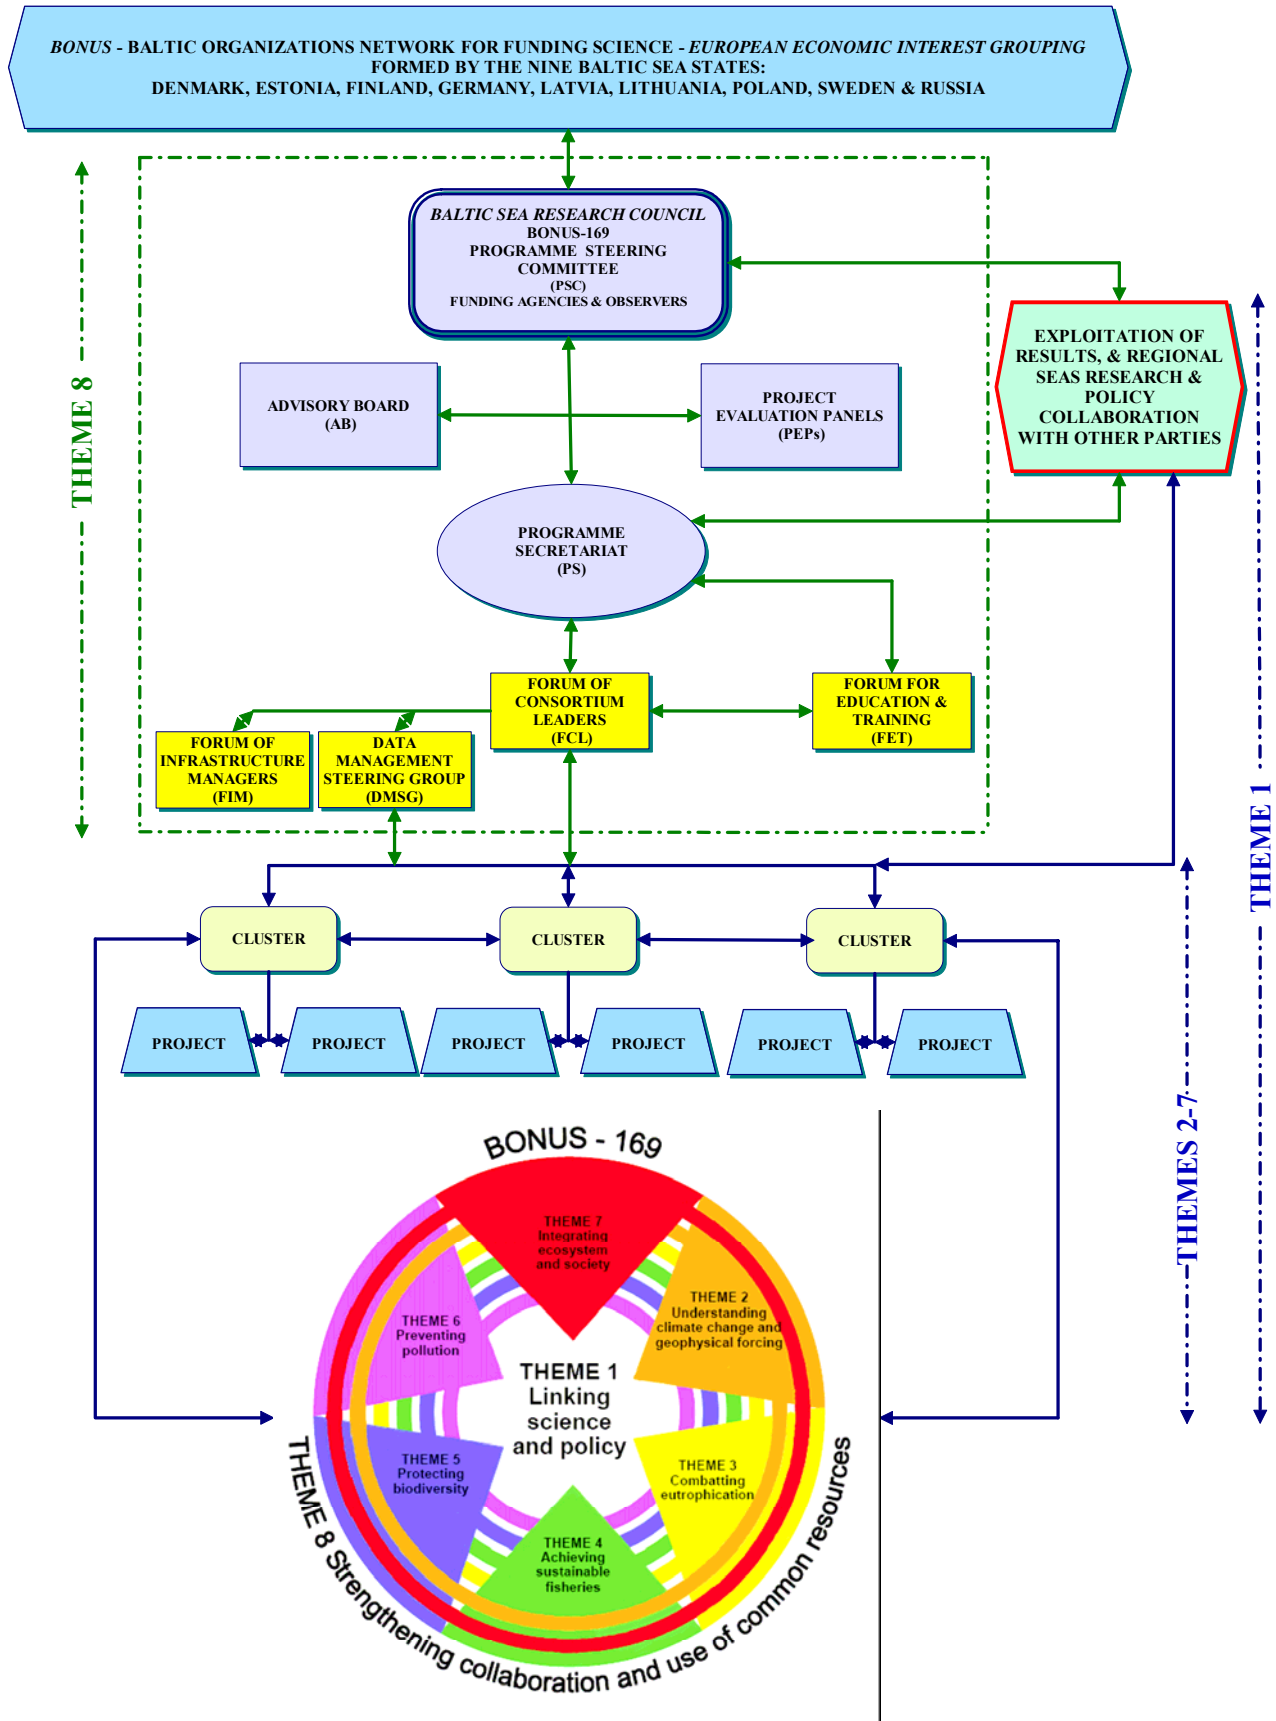 BONUS - BALTIC ORGANIZATIONS NETWORK FOR FUNDING SCIENCE - EUROPEAN ECONOMIC INTEREST GROUPING
FORMED BY THE NINE BALTIC SEA STATES:
DENMARK, ESTONIA, FINLAND, GERMANY, LATVIA, LITHUANIA, POLAND, SWEDEN & RUSSIA
THEME 8
BALTIC SEA RESEARCH COUNCIL
BONUS-169
PROGRAMME STEERING
COMMITTEE
(PSC)
FUNDING AGENCIES & OBSERVERS
EXPLOITATION OF
RESULTS, & REGIONAL
SEAS RESEARCH &
POLICY
COLLABORATION
WITH OTHER PARTIES
ADVISORY BOARD
(AB)
PROJECT
EVALUATION PANELS
(PEPs)
PROGRAMME
SECRETARIAT
(PS)
FORUM OF
CONSORTIUM
LEADERS
(FCL)
FORUM FOR
EDUCATION &
TRAINING
(FET)
FORUM OF
INFRASTRUCTURE
MANAGERS
(FIM)
DATA
MANAGEMENT
STEERING GROUP
(DMSG)
THEME 1
CLUSTER
CLUSTER
CLUSTER
PROJECT
PROJECT
PROJECT
PROJECT
PROJECT
PROJECT
THEMES 2-7
BONUS - 169
THEME 7
Integrating
ecosystem
and society
THEME 2
Understanding
climate change and
geophysical forcing
THEME 6
Preventing
pollution
THEME 1
Linking
science
and policy
THEME 5
Protecting
biodiversity
THEME 3
Combatting
eutrophication
THEME 4
Achieving
sustainable
fisheries
THEME 8 Strengthening collaboration and use of common resources